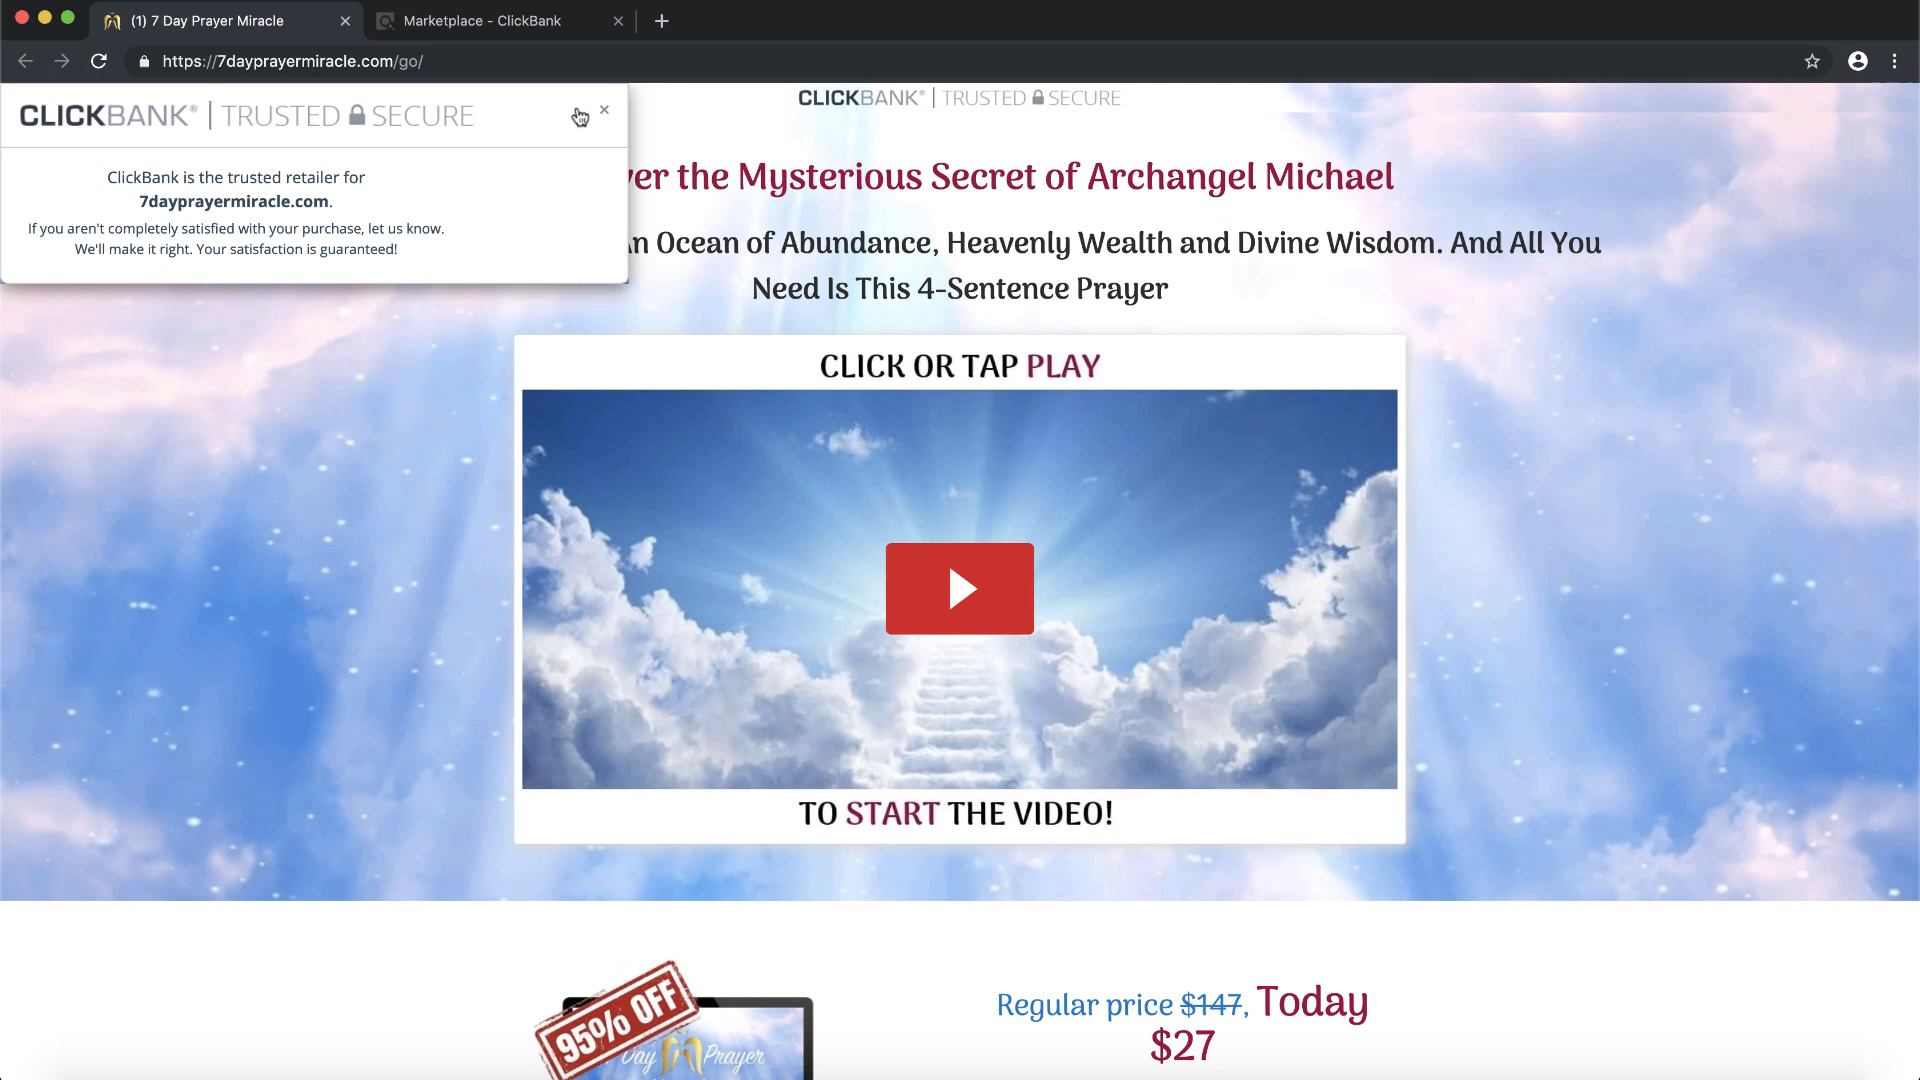 (1) 7 Day Prayer Miracle
Marketplace - ClickBank
https://7dayprayermiracle.com/go/
CLICKBANK® | TRUSTED SECURE
CLICKBANK® | TRUSTED SECURE
ClickBank is the trusted retailer for
7dayprayermiracle.com.
If you aren't completely satisfied with your purchase, let us know.
We'll make it right. Your satisfaction is guaranteed!
the Mysterious Secret of Archangel Michael
An Ocean of Abundance, Heavenly Wealth and Divine Wisdom. And All You
Need Is This 4-Sentence Prayer
CLICK OR TAP PLAY
TO START THE VIDEO!
95% OFF
Day Prayer
Regular price $147, Today
$27